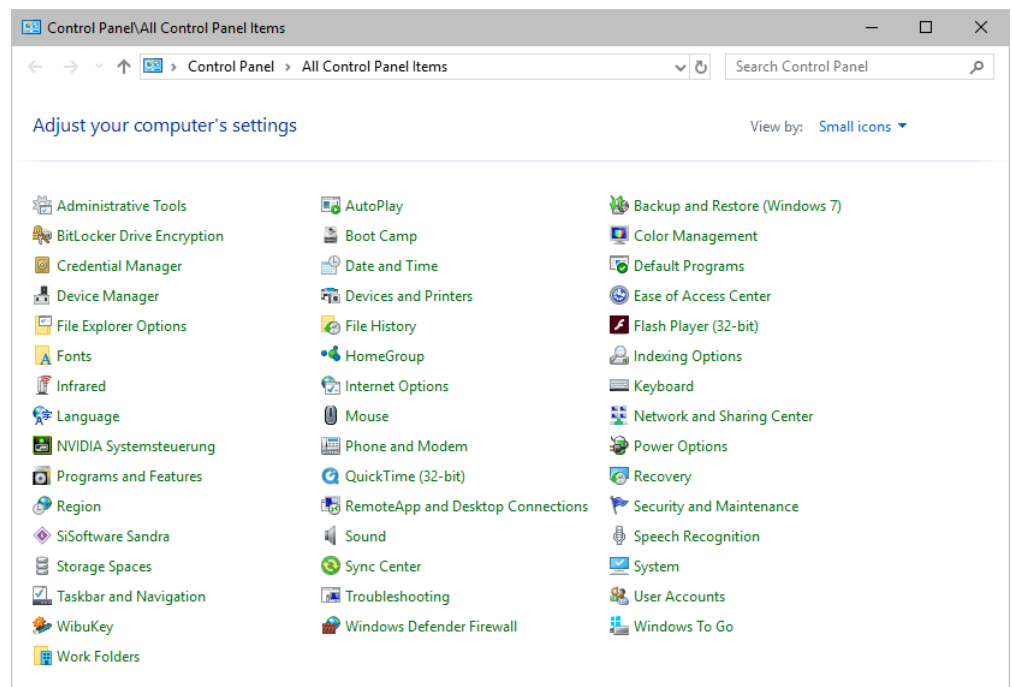 Control Panel\All Control Panel Items
Control Panel > All Control Panel Items Search Control Panel
Adjust your computer's settings View by: Small icons
Administrative Tools AutoPlay Backup and Restore (Windows 7)
BitLocker Drive Encryption Boot Camp Color Management
Credential Manager Date and Time Default Programs
Device Manager Devices and Printers Ease of Access Center
File Explorer Options File History Flash Player (32-bit)
Fonts HomeGroup Indexing Options
Infrared Internet Options Keyboard
Language Mouse Network and Sharing Center
NVIDIA Systemsteuerung Phone and Modem Power Options
Programs and Features QuickTime (32-bit) Recovery
Region RemoteApp and Desktop Connections Security and Maintenance
SiSoftware Sandra Sound Speech Recognition
Storage Spaces Sync Center System
Taskbar and Navigation Troubleshooting User Accounts
WibuKey Windows Defender Firewall Windows To Go
Work Folders